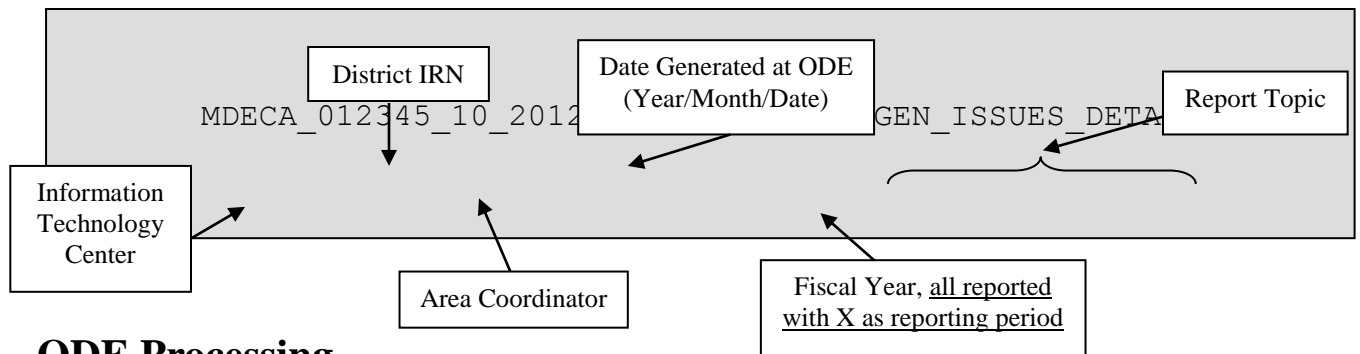 District IRN
Date Generated at ODE
(Year/Month/Date)
Report Topic
MDECA_012345_10_2012 GEN_ISSUES_DETA
Information
Technology
Center
Area Coordinator
Fiscal Year, all reported
with X as reporting period
ODE Processing